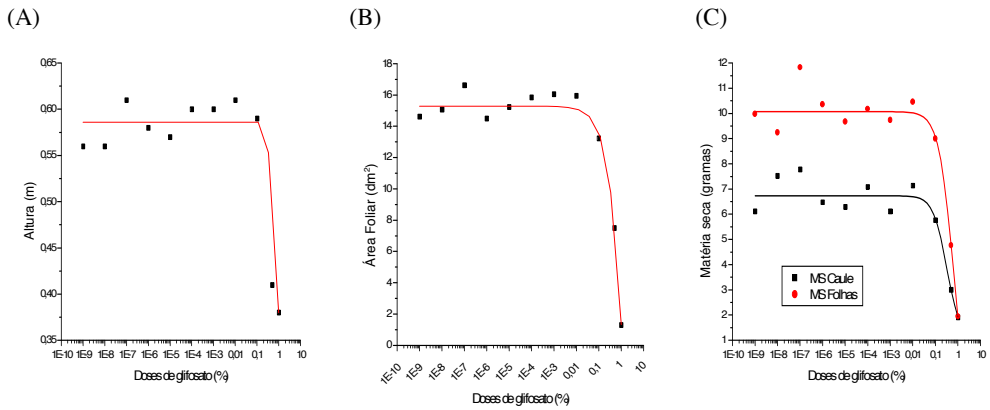 (A)
(B)
(C)
0,65
0,60
0,55
0,50
0,45
0,40
0,35
Altura (m)
1E-10 1E-9 1E-8 1E-7 1E-6 1E-5 1E-4 1E-3 0,01 0,1 1 10
Doses de glifosato (%)
18
16
14
12
10
8
6
4
2
0
Área Foliar (dm²)
1E-10 1E-9 1E-8 1E-7 1E-6 1E-5 1E-4 1E-3 0,01 0,1 1 10
Doses de glifosato (%)
12
11
10
9
8
7
6
5
4
3
2
1
Matéria seca (gramas)
MS Caule
MS Folhas
1E-10 1E-9 1E-8 1E-7 1E-6 1E-5 1E-4 1E-3 0,01 0,1 1 10
Doses de glifosato (%)